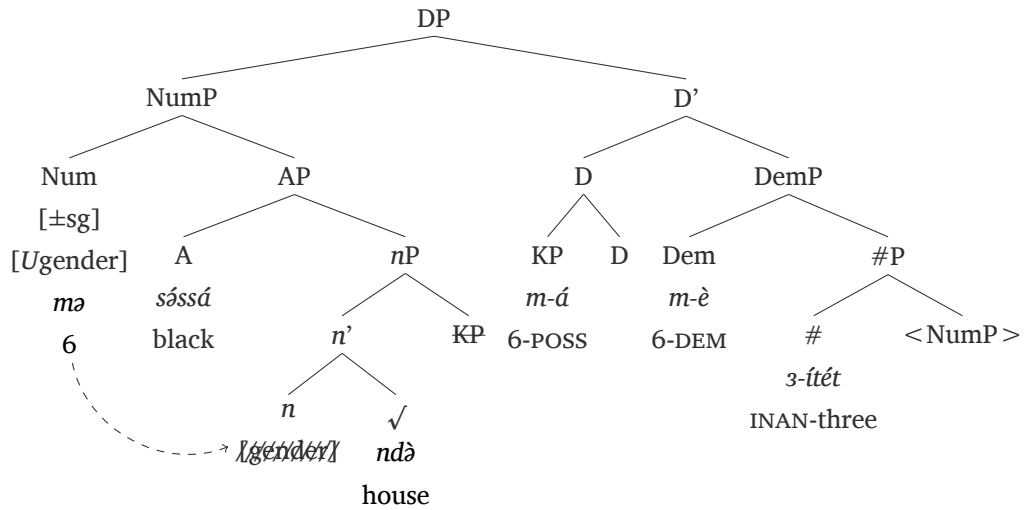 DP
NumP D’
Num AP D DemP
[±sg]
[Ugender] A nP KP D Dem #P
mə sə́ssá m-á m-è
6 black n’ KP 6-POSS 6-DEM # <NumP>
ɜ-ítét
n √ INAN-three
[gender] ndə̀
house